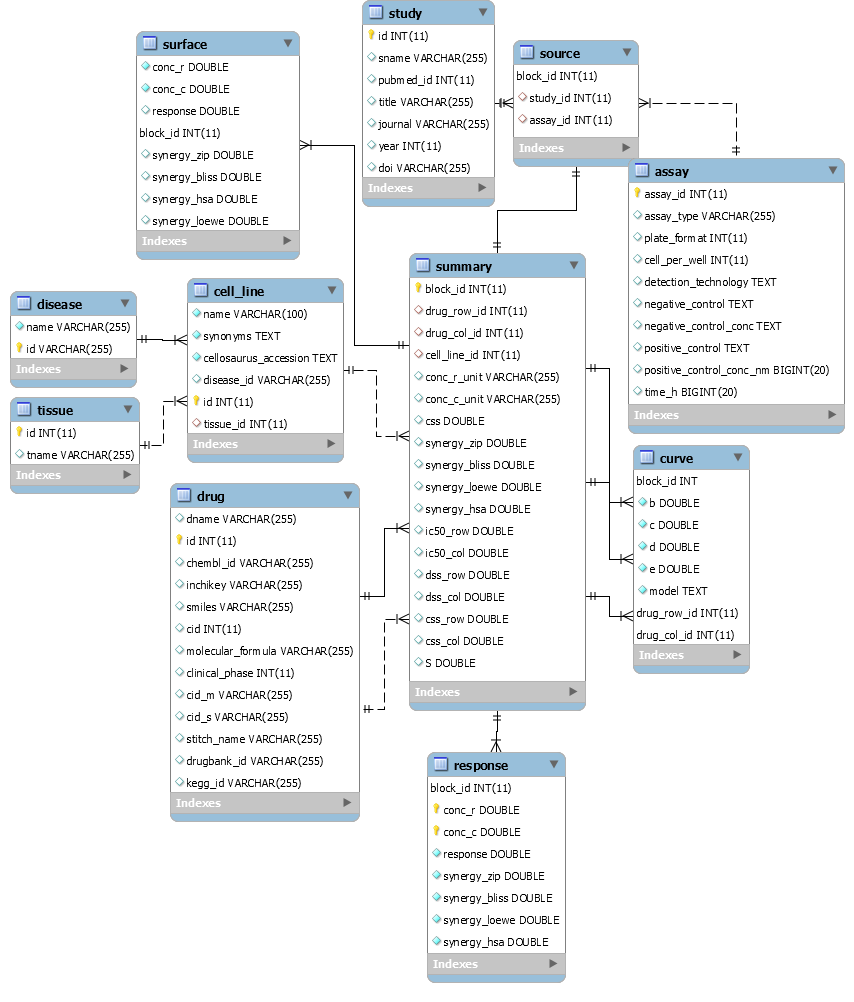 study
id INT(11)
sname VARCHAR(255)
pubmed_id INT(11)
title VARCHAR(255)
journal VARCHAR(255)
year INT(11)
doi VARCHAR(255)
Indexes
surface
conc_r DOUBLE
conc_c DOUBLE
response DOUBLE
block_id INT(11)
synergy_zip DOUBLE
synergy_bliss DOUBLE
synergy_hsa DOUBLE
synergy_loewe DOUBLE
Indexes
source
block_id INT(11)
study_id INT(11)
assay_id INT(11)
Indexes
assay
assay_id INT(11)
assay_type VARCHAR(255)
plate_format INT(11)
cell_per_well INT(11)
detection_technology TEXT
negative_control TEXT
negative_control_conc TEXT
positive_control TEXT
positive_control_conc_nm BIGINT(20)
time_h BIGINT(20)
Indexes
disease
name VARCHAR(255)
id VARCHAR(255)
Indexes
cell_line
name VARCHAR(100)
synonyms TEXT
cellosaurus_accession TEXT
disease_id VARCHAR(255)
id INT(11)
tissue_id INT(11)
Indexes
tissue
id INT(11)
tname VARCHAR(255)
Indexes
summary
block_id INT(11)
drug_row_id INT(11)
drug_col_id INT(11)
cell_line_id INT(11)
conc_r_unit VARCHAR(255)
conc_c_unit VARCHAR(255)
css DOUBLE
synergy_zip DOUBLE
synergy_bliss DOUBLE
synergy_loewe DOUBLE
synergy_hsa DOUBLE
ic50_row DOUBLE
ic50_col DOUBLE
dss_row DOUBLE
dss_col DOUBLE
css_row DOUBLE
css_col DOUBLE
S DOUBLE
Indexes
curve
block_id INT
b DOUBLE
c DOUBLE
d DOUBLE
e DOUBLE
model TEXT
drug_row_id INT(11)
drug_col_id INT(11)
Indexes
drug
dname VARCHAR(255)
id INT(11)
chembl_id VARCHAR(255)
inchikey VARCHAR(255)
smiles VARCHAR(255)
cid INT(11)
molecular_formula VARCHAR(255)
clinical_phase INT(11)
cid_m VARCHAR(255)
cid_s VARCHAR(255)
stitch_name VARCHAR(255)
drugbank_id VARCHAR(255)
kegg_id VARCHAR(255)
Indexes
response
block_id INT(11)
conc_r DOUBLE
conc_c DOUBLE
response DOUBLE
synergy_zip DOUBLE
synergy_bliss DOUBLE
synergy_loewe DOUBLE
synergy_hsa DOUBLE
Indexes